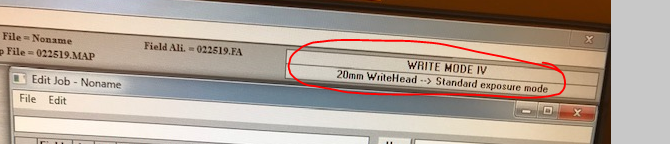 File = Noname
p File = 022519.MAP
Field Ali. = 022519.FA
WRITE MODE IV
20mm WriteHead --> Standard exposure mode
Edit Job - Noname
File Edit